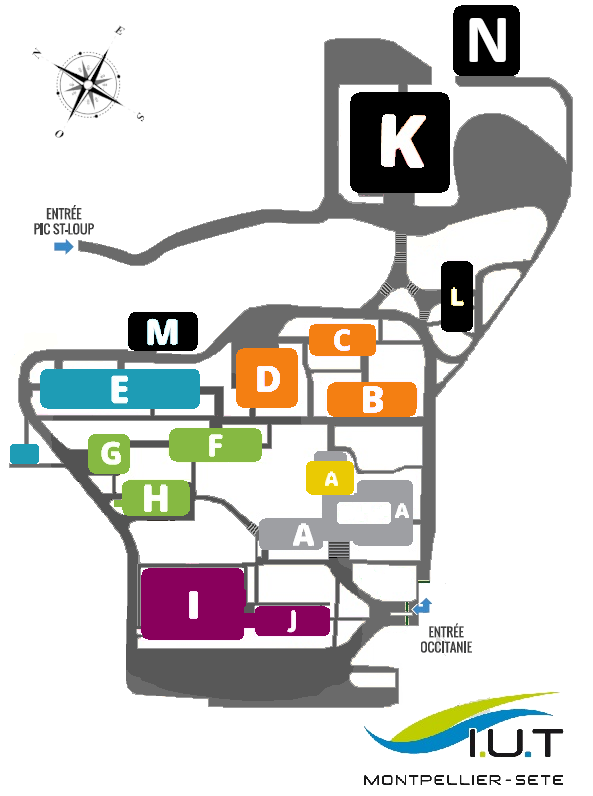 N
E
Z
S
O
K
ENTRÉE
PIC ST-LOUP
L
M
C
D
E
B
F
G
A
H
A
A
I
J
ENTRÉE
OCCITANIE
I.U.T
MONTPELLIER-SETE